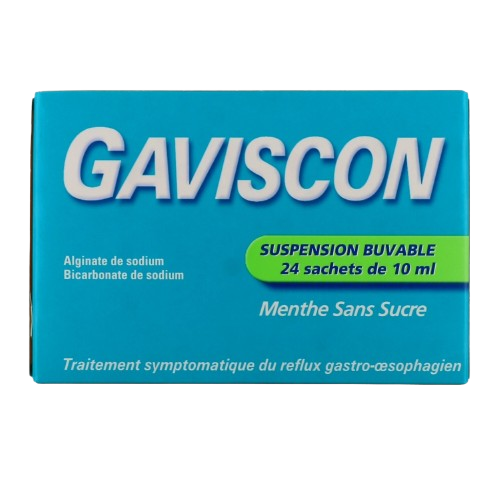 GAVISCON
Alginate de sodium
Bicarbonate de sodium
SUSPENSION BUVABLE
24 sachets de 10 ml
Menthe Sans Sucre
Traitement symptomatique du reflux gastro-œsophagien